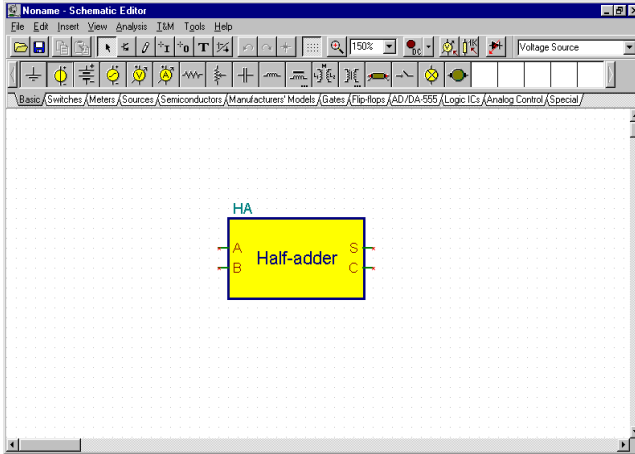 Noname - Schematic Editor
File Edit Insert View Analysis T&M Tools Help
T 150% DC Voltage Source
Basic Switches Meters Sources Semiconductors Manufacturers' Models Gates Flip-flops AD/DA-555 Logic ICs Analog Control Special
HA
A Half-adder S
B C